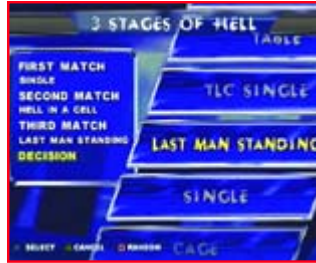 3 STAGES OF HELL
TABLE
FIRST MATCH
SINGLE
SECOND MATCH
HELL IN A CELL
THIRD MATCH
LAST MAN STANDING
DECISION
TLC SINGLE
LAST MAN STANDING
SINGLE
CAGE
SELECT CANCEL RANDOM